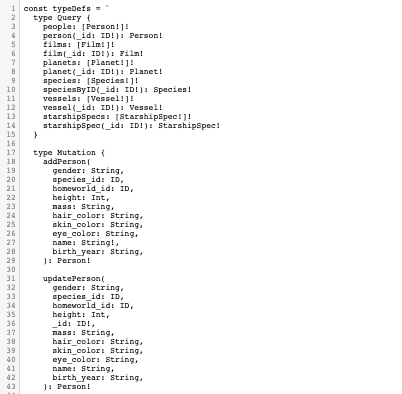 1 const typeDefs = `
2   type Query {
3     people: [Person!]!
4     person(_id: ID!): Person!
5     films: [Film!]!
6     film(_id: ID!): Film!
7     planets: [Planet!]!
8     planet(_id: ID!): Planet!
9     species: [Species!]!
10     speciesByID(_id: ID!): Species!
11     vessels: [Vessel!]!
12     vessel(_id: ID!): Vessel!
13     starshipSpecs: [StarshipSpec!]!
14     starshipSpec(_id: ID!): StarshipSpec!
15   }
16
17   type Mutation {
18     addPerson(
19       gender: String,
20       species_id: ID,
21       homeworld_id: ID,
22       height: Int,
23       mass: String,
24       hair_color: String,
25       skin_color: String,
26       eye_color: String,
27       name: String!,
28       birth_year: String,
29     ): Person!
30
31     updatePerson(
32       gender: String,
33       species_id: ID,
34       homeworld_id: ID,
35       height: Int,
36       _id: ID!,
37       mass: String,
38       hair_color: String,
39       skin_color: String,
40       eye_color: String,
41       name: String,
42       birth_year: String,
43     ): Person!